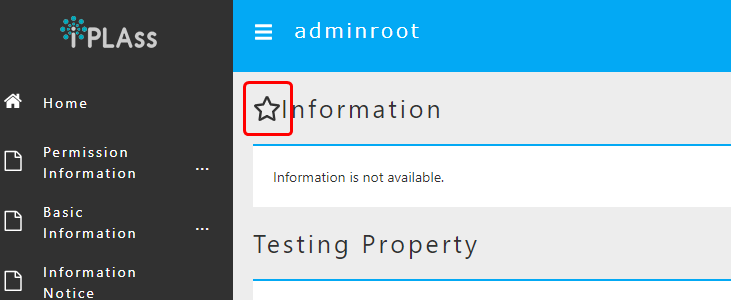 iPLAss
adminroot
Home
Permission
Information
...
Basic
Information
...
Information
Notice
Information
Information is not available.
Testing Property